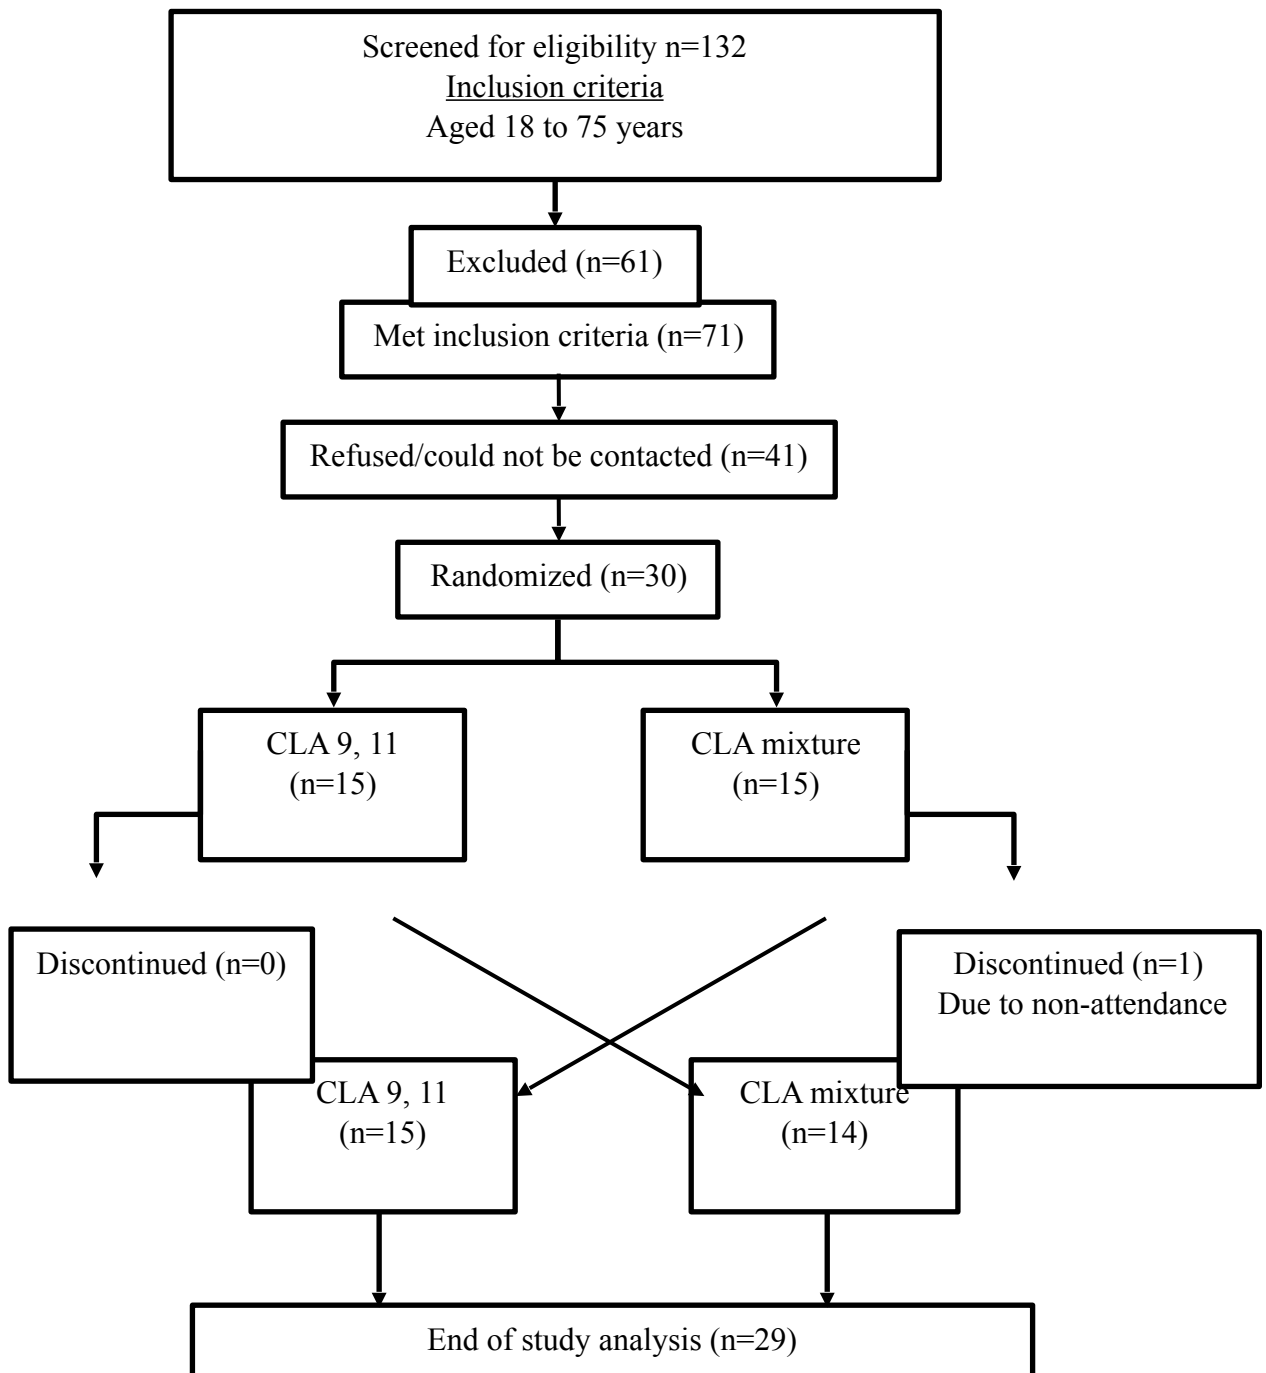 Screened for eligibility n=132
Inclusion criteria
Aged 18 to 75 years
Excluded (n=61)
Met inclusion criteria (n=71)
Refused/could not be contacted (n=41)
Randomized (n=30)
CLA 9, 11
(n=15)
CLA mixture
(n=15)
Discontinued (n=0)
Discontinued (n=1)
Due to non-attendance
CLA 9, 11
(n=15)
CLA mixture
(n=14)
End of study analysis (n=29)